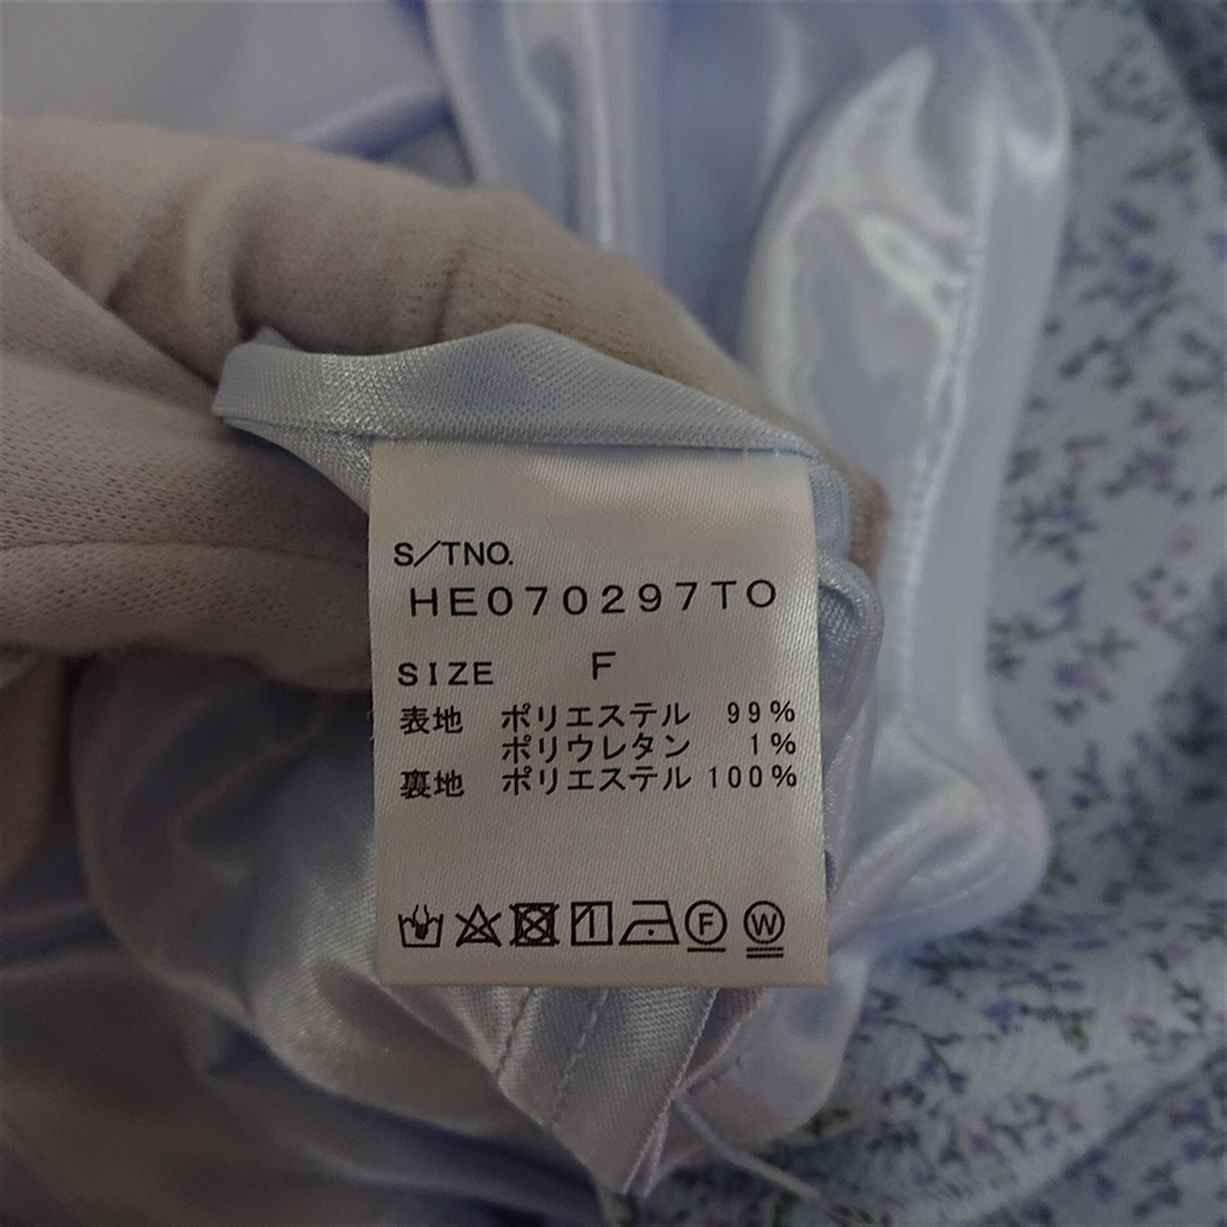 S/TNO.
HE070297TO
SIZE F
表地 ポリエステル 99%
ポリウレタン 1%
裏地 ポリエステル 100%
F W